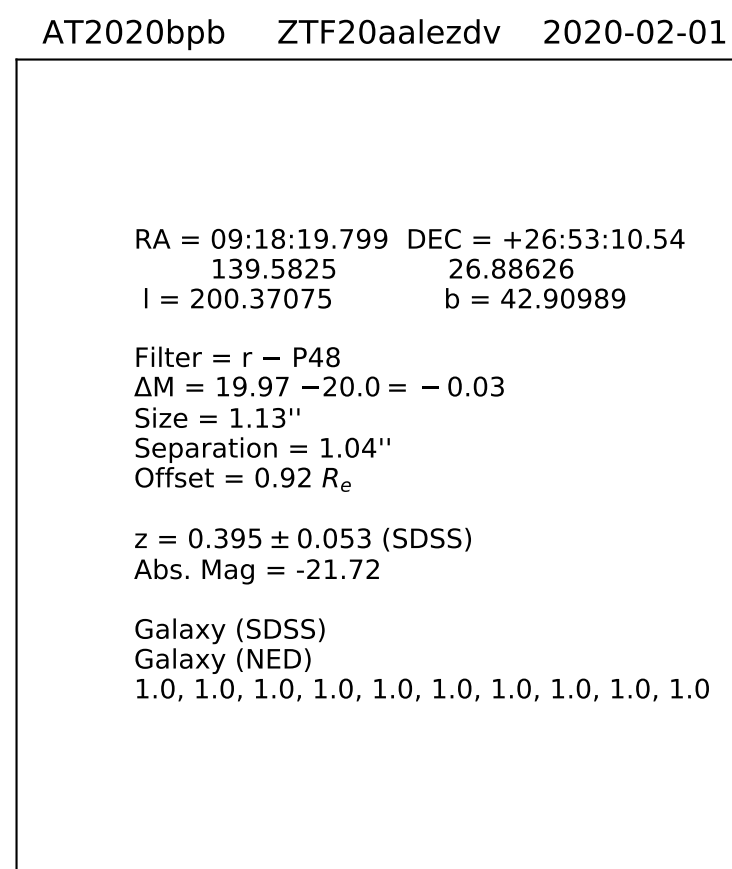 AT2020bpb ZTF20aalezdv 2020-02-01
RA = 09:18:19.799 DEC = +26:53:10.54
139.5825 26.88626
l = 200.37075 b = 42.90989
Filter = r − P48
ΔM = 19.97 −20.0 = − 0.03
Size = 1.13''
Separation = 1.04''
Offset = 0.92 Re
z = 0.395 ± 0.053 (SDSS)
Abs. Mag = -21.72
Galaxy (SDSS)
Galaxy (NED)
1.0, 1.0, 1.0, 1.0, 1.0, 1.0, 1.0, 1.0, 1.0, 1.0